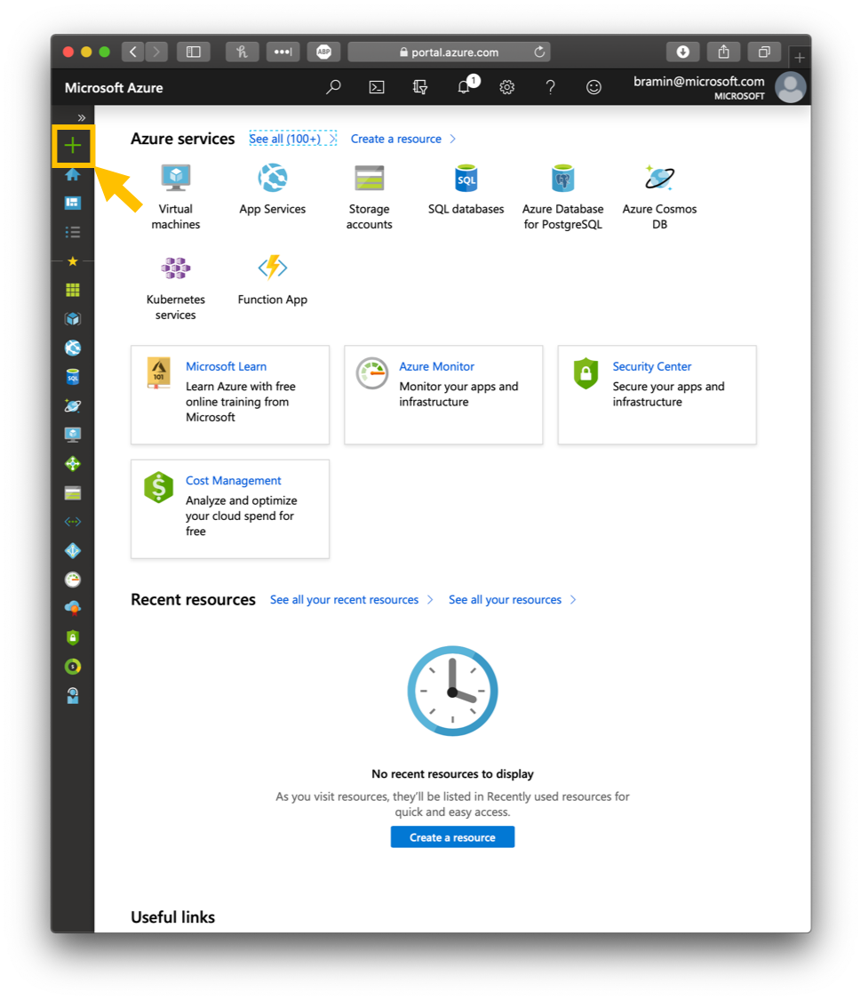 ABP
portal.azure.com
Microsoft Azure
1
bramin@microsoft.com
MICROSOFT
Azure services
See all (100+)
Create a resource
Virtual
machines
App Services
Storage
accounts
SQL
SQL databases
Azure Database
for PostgreSQL
Azure Cosmos
DB
Kubernetes
services
Function App
SQL
101
Microsoft Learn
Learn Azure with free
online training from
Microsoft
Azure Monitor
Monitor your apps and
infrastructure
Security Center
Secure your apps and
infrastructure
$
Cost Management
Analyze and optimize
your cloud spend for
free
Recent resources
See all your recent resources
See all your resources
No recent resources to display
As you visit resources, they'll be listed in Recently used resources for
quick and easy access.
Create a resource
Useful links